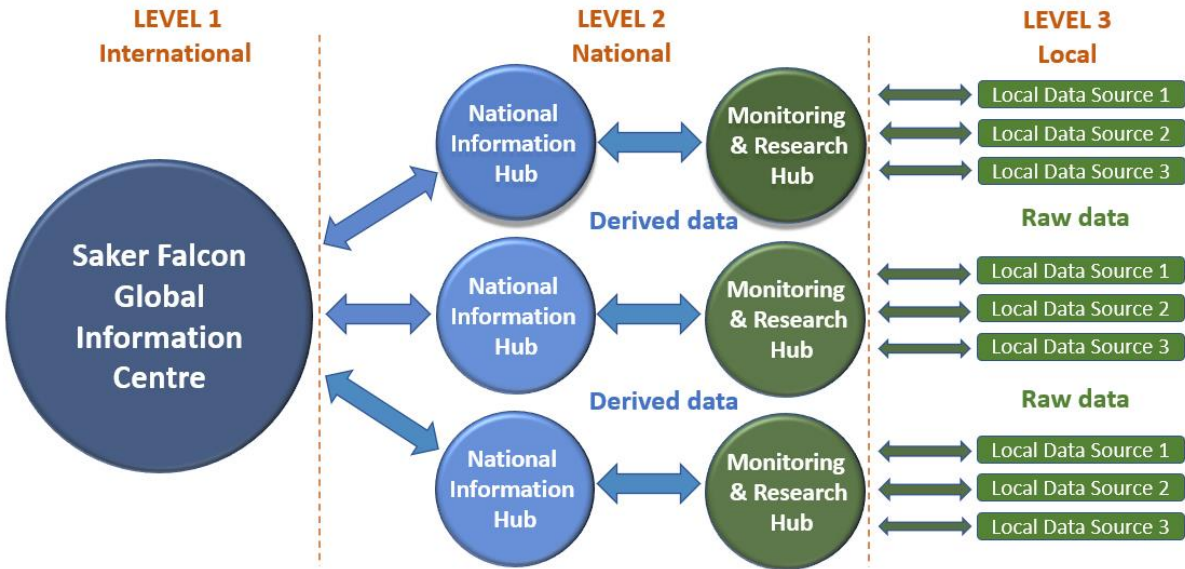 LEVEL 1
International
LEVEL 2
National
LEVEL 3
Local
Saker Falcon
Global
Information
Centre
National
Information
Hub
Monitoring
& Research
Hub
Local Data Source 1
Local Data Source 2
Local Data Source 3
Derived data
Raw data
National
Information
Hub
Monitoring
& Research
Hub
Local Data Source 1
Local Data Source 2
Local Data Source 3
Derived data
Raw data
National
Information
Hub
Monitoring
& Research
Hub
Local Data Source 1
Local Data Source 2
Local Data Source 3